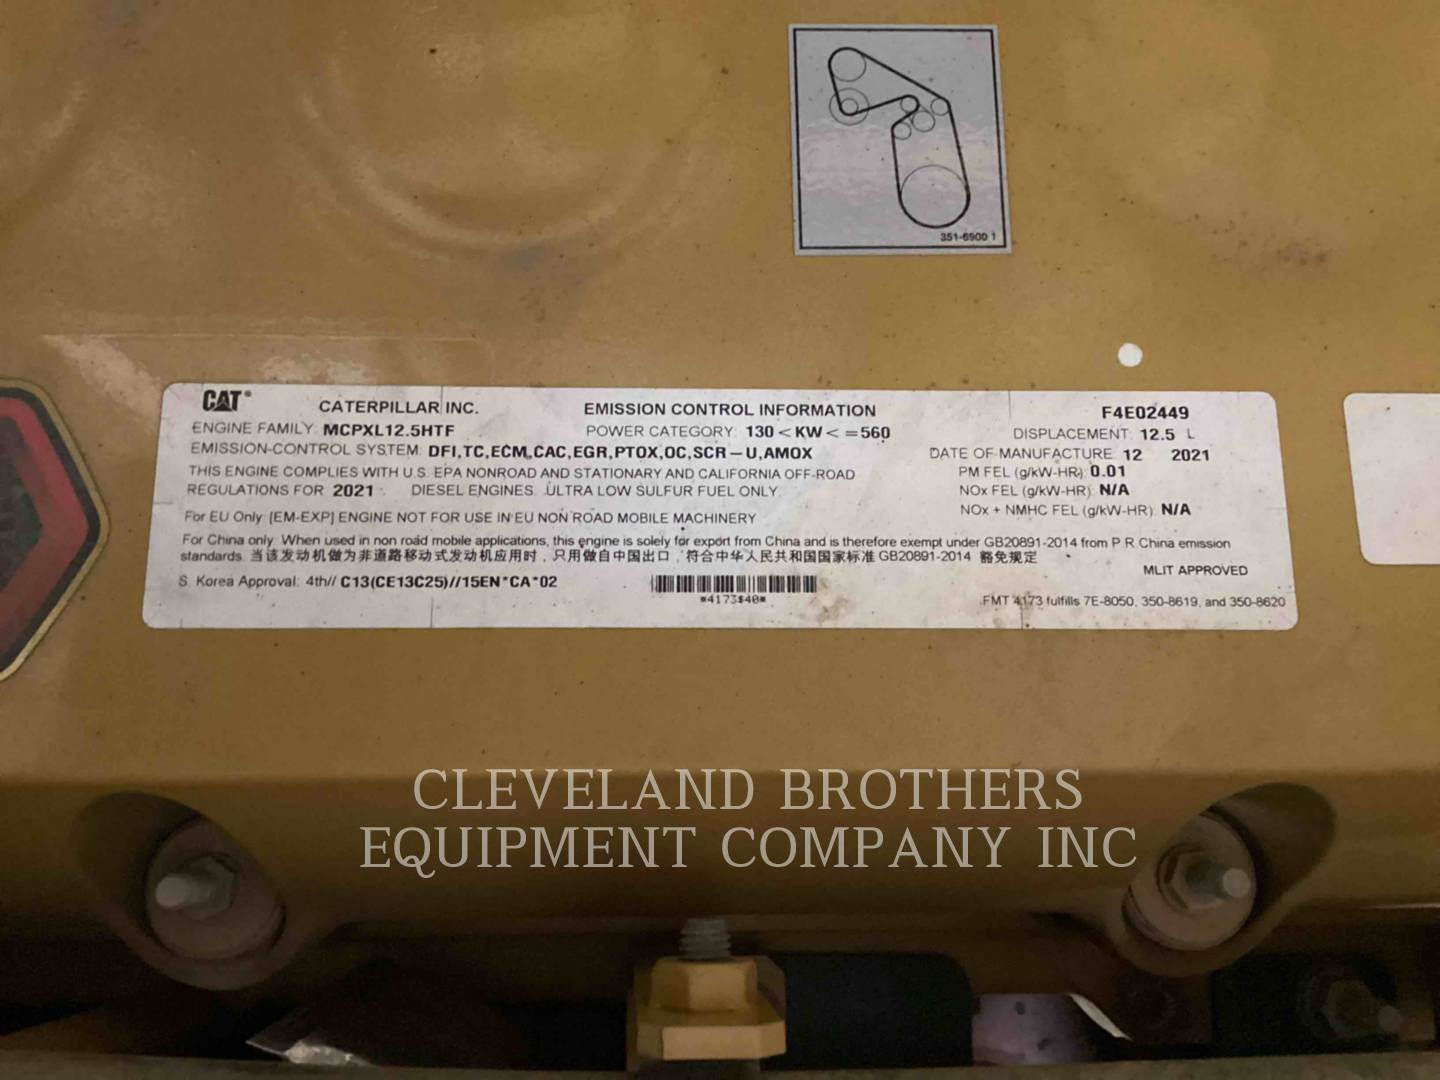 351-6900 1
CAT® CATERPILLAR INC. EMISSION CONTROL INFORMATION F4E02449
ENGINE FAMILY: MCPXL12.5HTF POWER CATEGORY: 130<KW<=560 DISPLACEMENT: 12.5 L
EMISSION-CONTROL SYSTEM: DFI,TC,ECM,CAC,EGR,PTOX,OC,SCR-U,AMOX DATE OF MANUFACTURE: 12 2021
THIS ENGINE COMPLIES WITH U.S. EPA NONROAD AND STATIONARY AND CALIFORNIA OFF-ROAD PM FEL (g/kW-HR): 0.01
REGULATIONS FOR 2021 DIESEL ENGINES. ULTRA LOW SULFUR FUEL ONLY. NOx FEL (g/kW-HR): N/A
NOx + NMHC FEL (g/kW-HR): N/A
For EU Only: [EM-EXP] ENGINE NOT FOR USE IN EU NON ROAD MOBILE MACHINERY
For China only: When used in non road mobile applications, this engine is solely for export from China and is therefore exempt under GB20891-2014 from P.R.China emission
standards. 当该发动机做为非道路移动式发动机应用时，只用做自中国出口，符合中华人民共和国国家标准 GB20891-2014 豁免规定
MLIT APPROVED
S. Korea Approval: 4th// C13(CE13C25)//15EN*CA*02
*4173$40*
FMT 4173 fulfills 7E-8050, 350-8619, and 350-8620
CLEVELAND BROTHERS
EQUIPMENT COMPANY INC